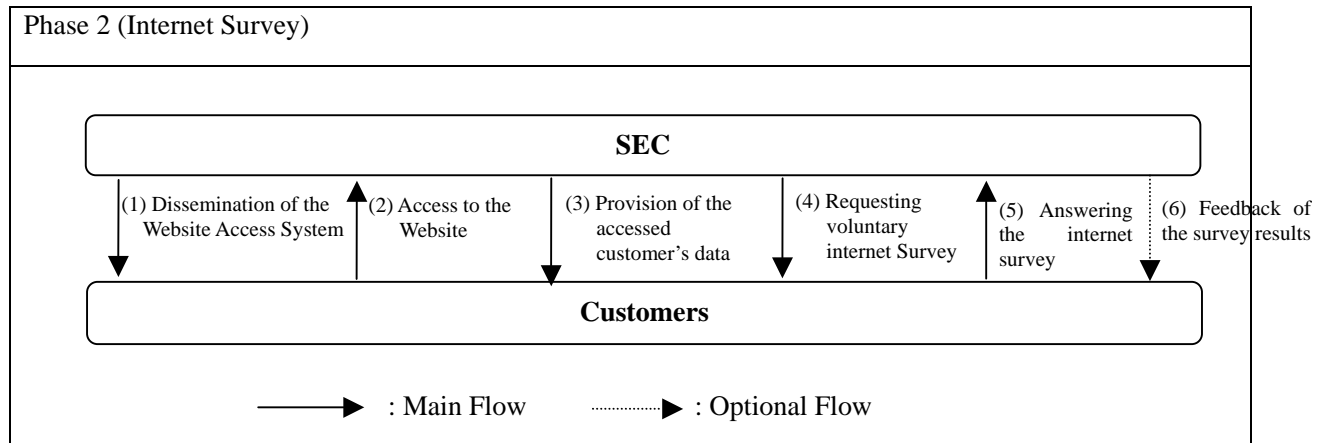 Phase 2 (Internet Survey)
SEC
(1) Dissemination of the
Website Access System
(2) Access to the
Website
(3) Provision of the
accessed
customer’s data
(4) Requesting
voluntary
internet Survey
(5) Answering
the internet
survey
(6) Feedback of
the survey results
Customers
: Main Flow
: Optional Flow